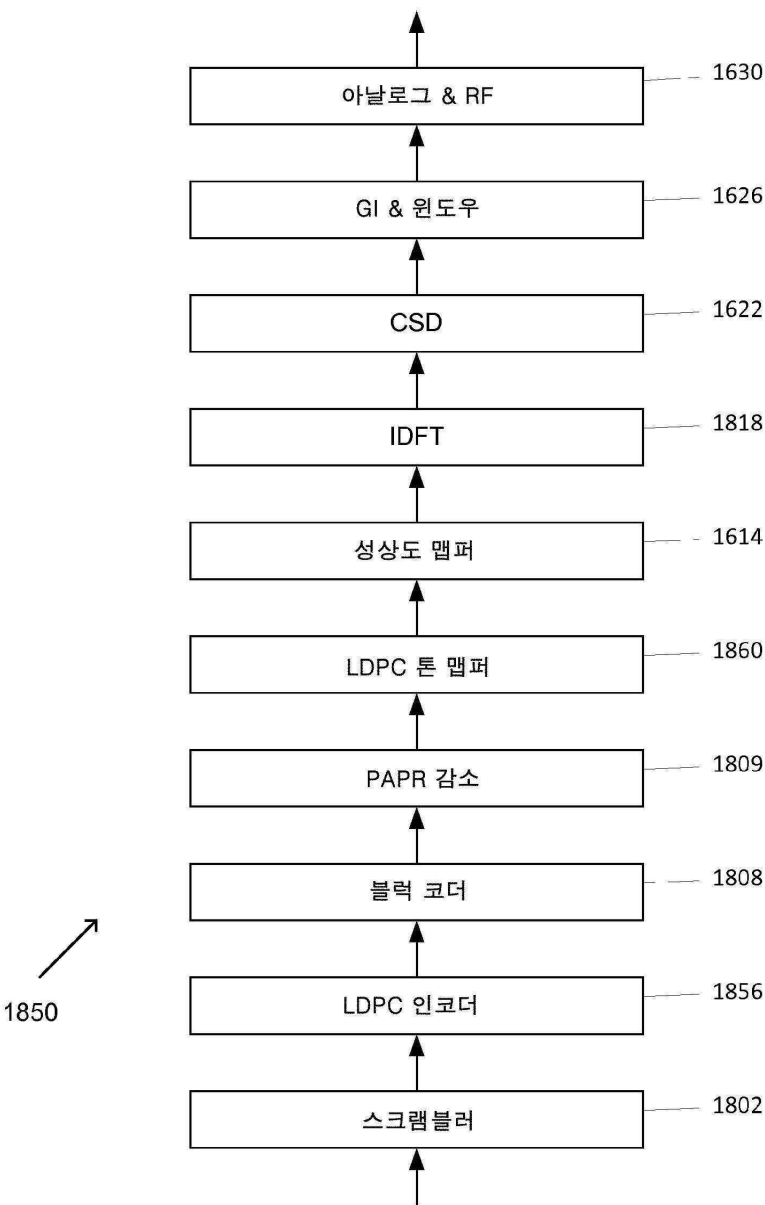 아날로그 & RF
1630
GI & 윈도우
1626
CSD
1622
IDFT
1818
성상도 맵퍼
1614
LDPC 톤 맵퍼
1860
PAPR 감소
1809
블럭 코더
1808
LDPC 인코더
1856
1850
스크램블러
1802